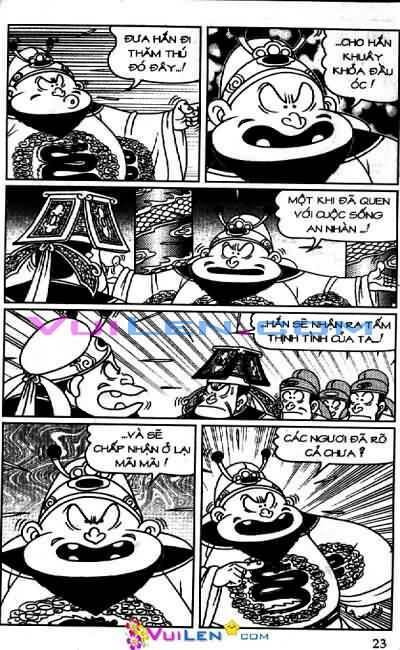 ĐƯA HẮN ĐI
THĂM THÚ
ĐÓ ĐÂY...!
...CHO HẮN
KHUÂY
KHỎA ĐẦU
ÓC...!
MỘT KHI ĐÃ QUEN
VỚI CUỘC SỐNG
AN NHÀN...!
...HẮN SẼ NHẬN RA TẤM
THỊNH TÌNH CỦA TA...!
VUILEN.COM
...VÀ SẼ
CHẤP NHẬN Ở LẠI
MÃI MÃI!
CÁC NGƯƠI ĐÃ RÕ
CẢ CHƯA?
23
VUILEN.COM